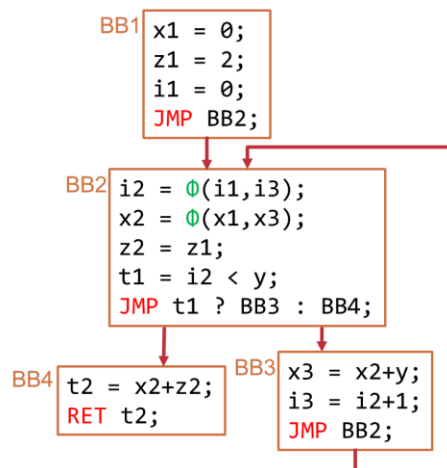 BB1
x1 = 0;
z1 = 2;
i1 = 0;
JMP BB2;
BB2
i2 = Φ(i1,i3);
x2 = Φ(x1,x3);
z2 = z1;
t1 = i2 < y;
JMP t1 ? BB3 : BB4;
BB4
t2 = x2+z2;
RET t2;
BB3
x3 = x2+y;
i3 = i2+1;
JMP BB2;